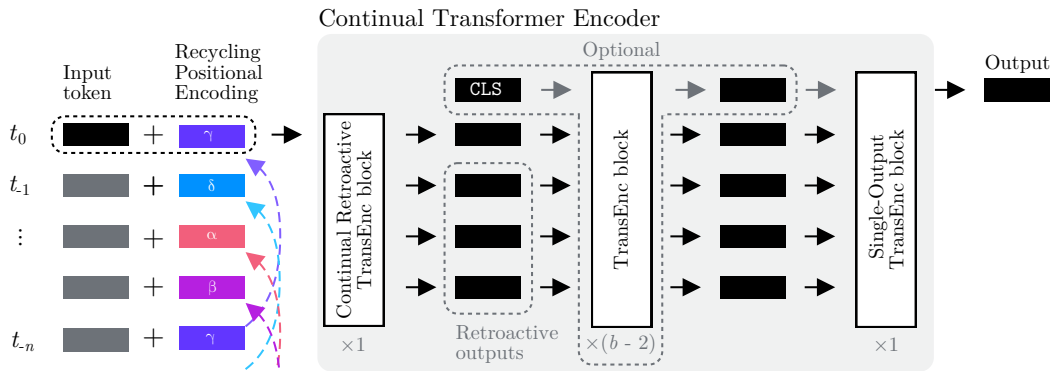 Continual Transformer Encoder
Input
token
Recycling
Positional
Encoding
Optional
Output
CLS
t0 + γ
t-1 + δ
⋮ + α
+ β
t-n + γ
Continual Retroactive
TransEnc block
TransEnc block
Single-Output
TransEnc block
Retroactive
outputs
×1
×(b - 2)
×1